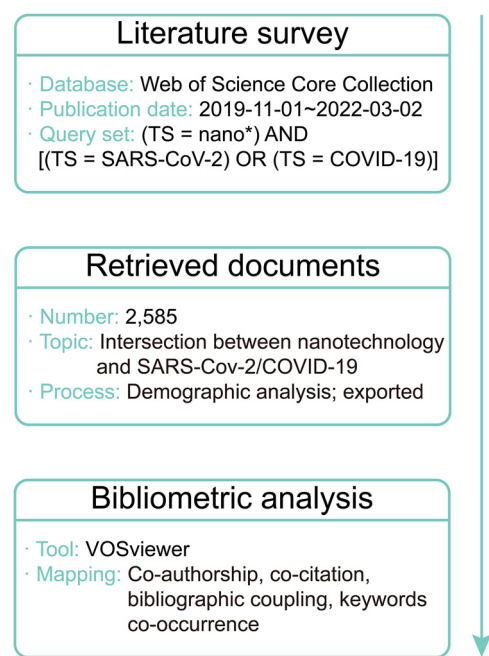 Literature survey
· Database: Web of Science Core Collection
· Publication date: 2019-11-01~2022-03-02
· Query set: (TS = nano*) AND
[(TS = SARS-CoV-2) OR (TS = COVID-19)]
Retrieved documents
· Number: 2,585
· Topic: Intersection between nanotechnology
and SARS-Cov-2/COVID-19
· Process: Demographic analysis; exported
Bibliometric analysis
· Tool: VOSviewer
· Mapping: Co-authorship, co-citation,
bibliographic coupling, keywords
co-occurrence